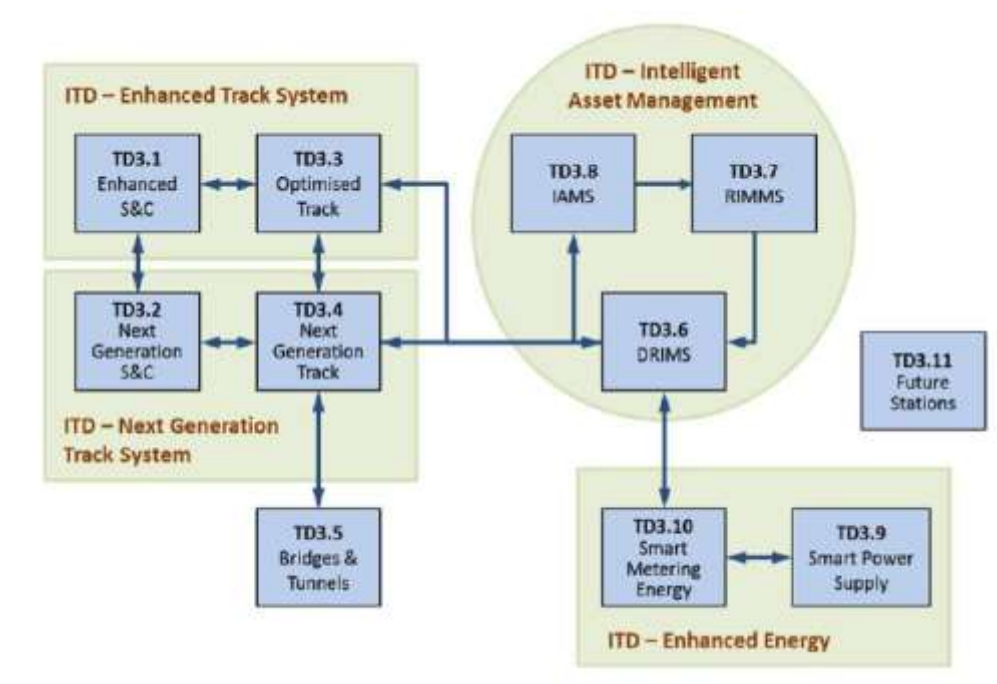 ITD – Enhanced Track System
TD3.1
Enhanced
S&C
TD3.3
Optimised
Track
TD3.2
Next
Generation
S&C
TD3.4
Next
Generation
Track
ITD – Next Generation
Track System
TD3.5
Bridges &
Tunnels
ITD – Intelligent
Asset Management
TD3.8
IAMS
TD3.7
RIMMS
TD3.6
DRIMS
TD3.11
Future
Stations
TD3.10
Smart
Metering
Energy
TD3.9
Smart Power
Supply
ITD – Enhanced Energy